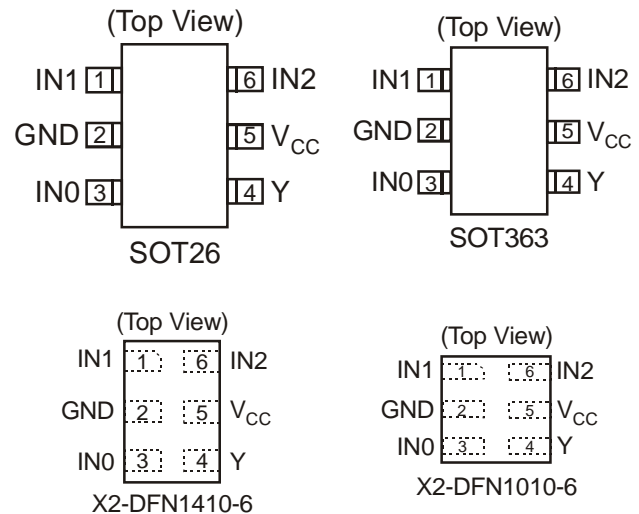 (Top View)
IN1 1 6 IN2
GND 2 5 VCC
IN0 3 4 Y
SOT26
(Top View)
IN1 1 6 IN2
GND 2 5 VCC
IN0 3 4 Y
SOT363
(Top View)
IN1 1 6 IN2
GND 2 5 VCC
IN0 3 4 Y
X2-DFN1410-6
(Top View)
IN1 1 6 IN2
GND 2 5 VCC
IN0 3 4 Y
X2-DFN1010-6